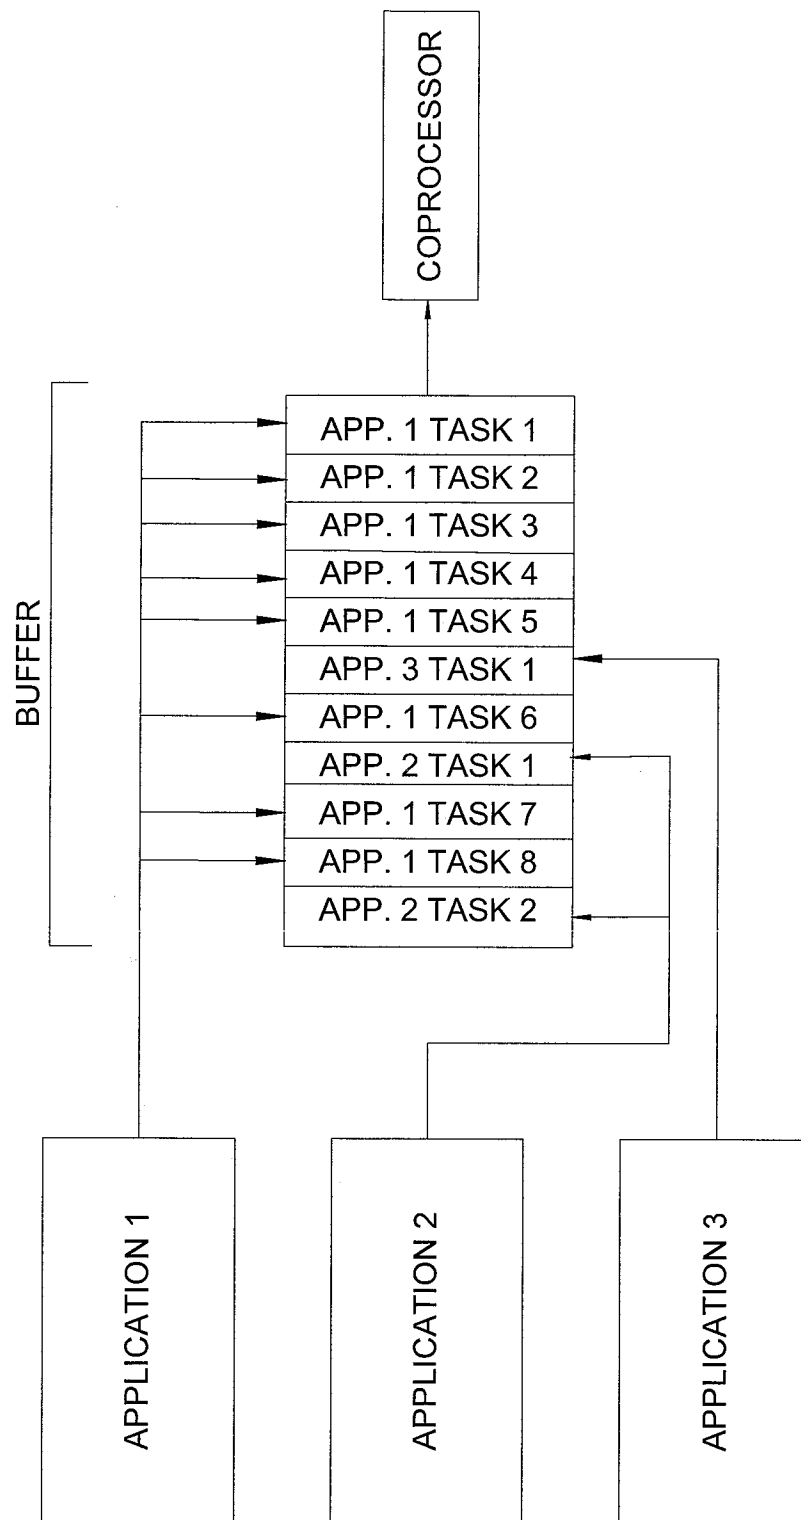 COPROCESSOR
BUFFER
APP. 1 TASK 1
APP. 1 TASK 2
APP. 1 TASK 3
APP. 1 TASK 4
APP. 1 TASK 5
APP. 3 TASK 1
APP. 1 TASK 6
APP. 2 TASK 1
APP. 1 TASK 7
APP. 1 TASK 8
APP. 2 TASK 2
APPLICATION 1
APPLICATION 2
APPLICATION 3